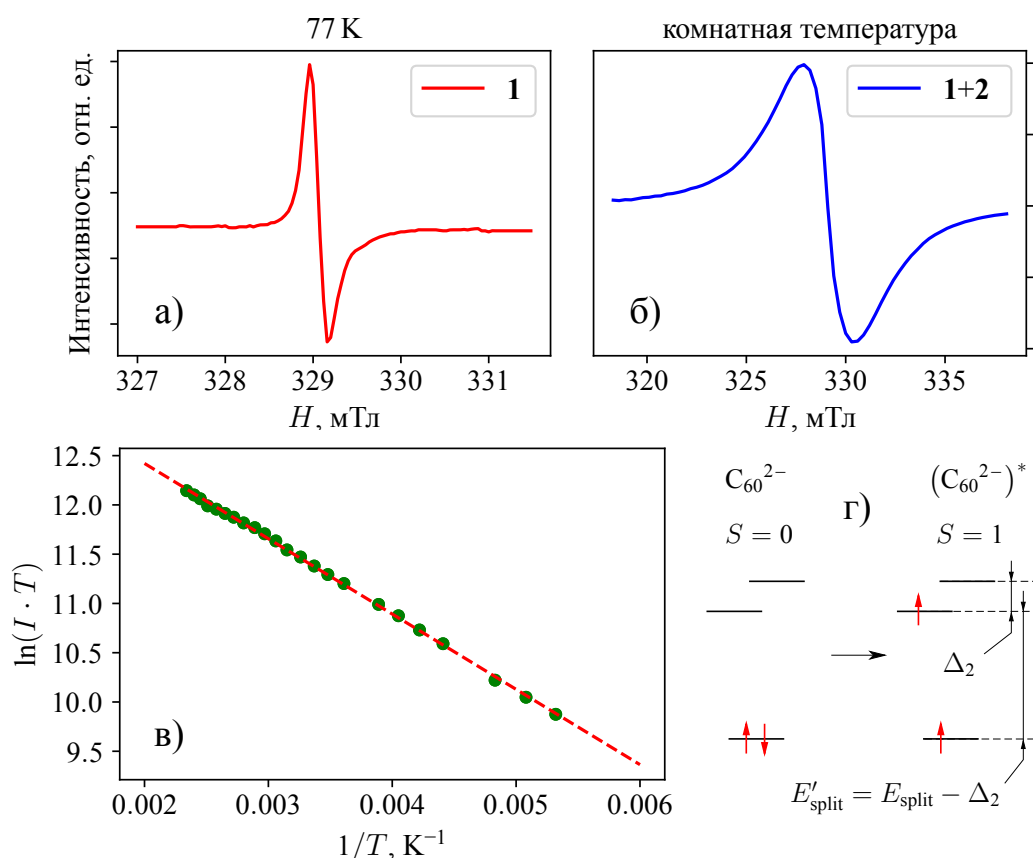 77 K
комнатная температура
Интенсивность, отн. ед.
1
1+2
а)
б)
327 328 329 330 331
320 325 330 335
H, мТл
H, мТл
12.5
12.0
11.5
11.0
10.5
10.0
9.5
ln(I · T)
в)
0.002 0.003 0.004 0.005 0.006
1/T, K⁻¹
C₆₀²⁻
г)
(C₆₀²⁻)*
S = 0
S = 1
Δ₂
E′split = Esplit − Δ₂